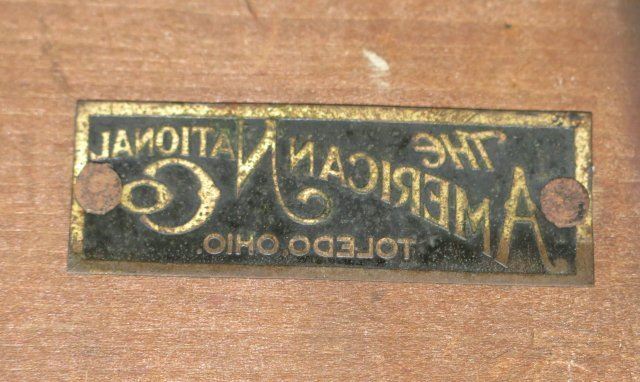 THE
AMERICAN NATIONAL
Co
TOLEDO OHIO.